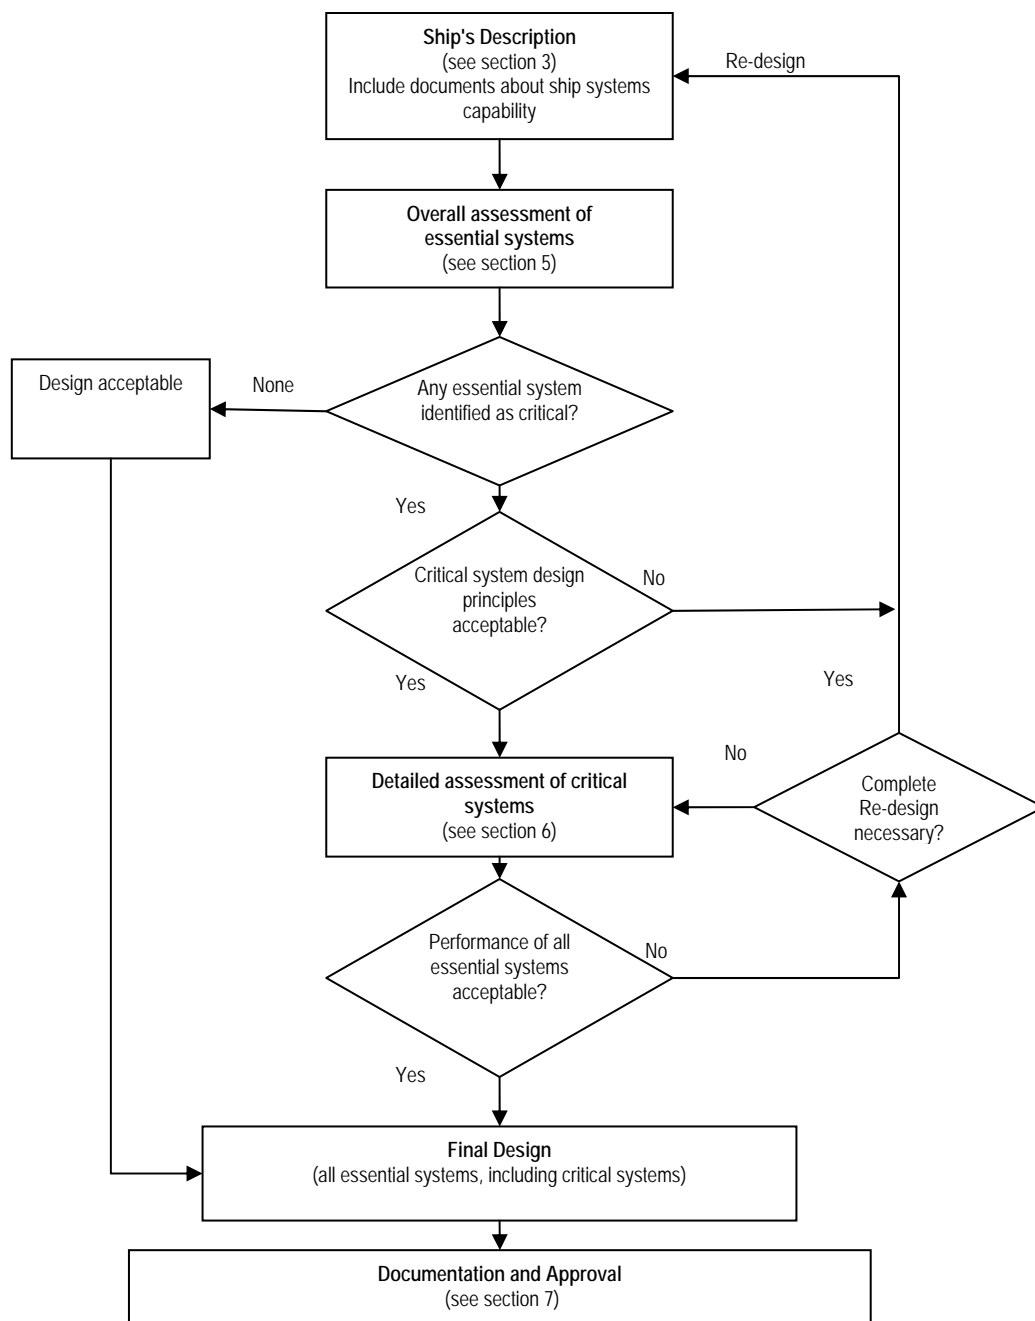 Ship's Description
(see section 3)
Include documents about ship systems
capability
Re-design
Overall assessment of
essential systems
(see section 5)
Design acceptable
None
Any essential system
identified as critical?
Yes
Critical system design
principles
acceptable?
No
Yes
Yes
Detailed assessment of critical
systems
(see section 6)
No
Complete
Re-design
necessary?
Performance of all
essential systems
acceptable?
No
Yes
Final Design
(all essential systems, including critical systems)
Documentation and Approval
(see section 7)